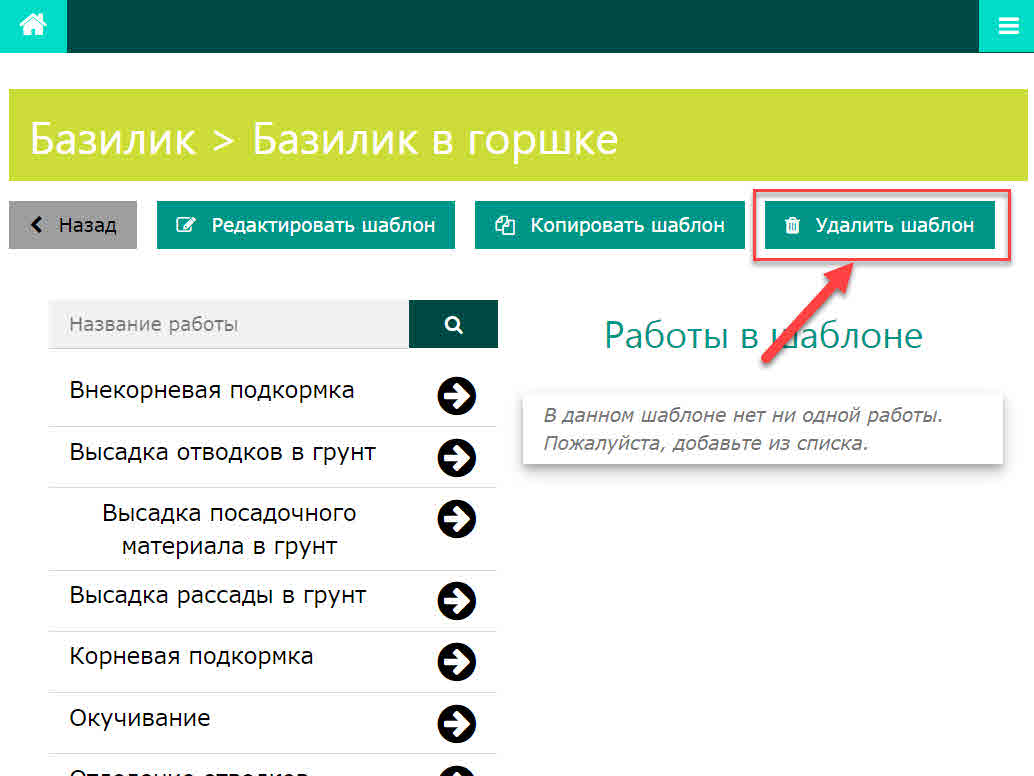 Базилик > Базилик в горшке
Назад
Редактировать шаблон
Копировать шаблон
Удалить шаблон
Название работы
Внекорневая подкормка
Высадка отводков в грунт
Высадка посадочного
материала в грунт
Высадка рассады в грунт
Корневая подкормка
Окучивание
Отделение отводков
Работы в шаблоне
В данном шаблоне нет ни одной работы.
Пожалуйста, добавьте из списка.